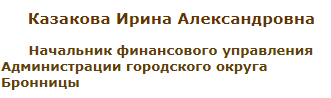 Казакова Ирина Александровна
Начальник финансового управления
Администрации городского округа
Бронницы